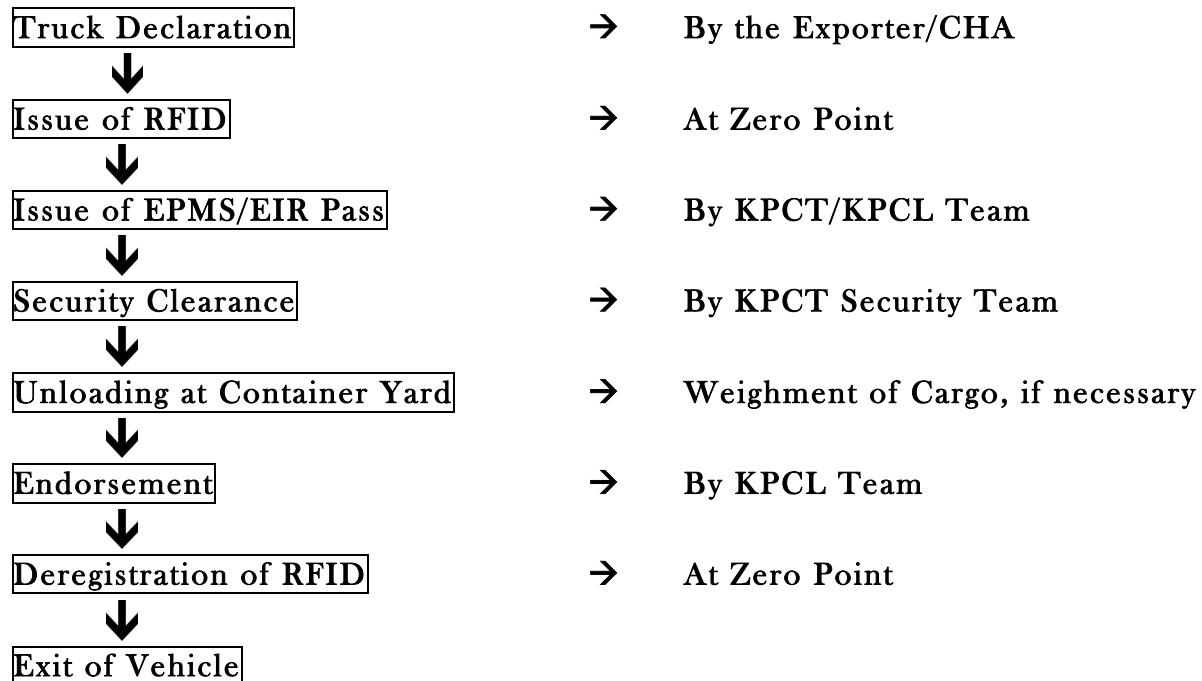 Truck Declaration → By the Exporter/CHA
Issue of RFID → At Zero Point
Issue of EPMS/EIR Pass → By KPCT/KPCL Team
Security Clearance → By KPCT Security Team
Unloading at Container Yard → Weighment of Cargo, if necessary
Endorsement → By KPCL Team
Deregistration of RFID → At Zero Point
Exit of Vehicle